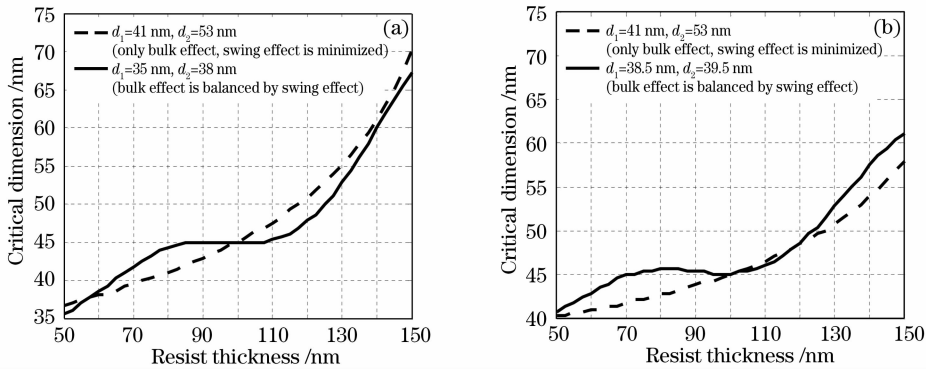 (a)
d₁=41 nm, d₂=53 nm
(only bulk effect, swing effect is minimized)
d₁=35 nm, d₂=38 nm
(bulk effect is balanced by swing effect)
Critical dimension /nm
75
70
65
60
55
50
45
40
35
50
70
90
110
130
150
Resist thickness /nm
(b)
d₁=41 nm, d₂=53 nm
(only bulk effect, swing effect is minimized)
d₁=38.5 nm, d₂=39.5 nm
(bulk effect is balanced by swing effect)
Critical dimension /nm
75
70
65
60
55
50
45
40
50
70
90
110
130
150
Resist thickness /nm